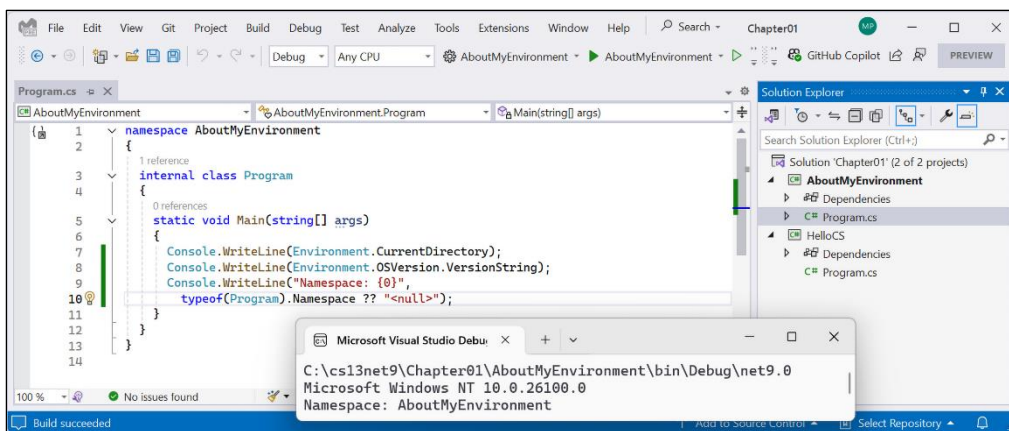 File Edit View Git Project Build Debug Test Analyze Tools Extensions Window Help Search Chapter01 MP
Debug Any CPU AboutMyEnvironment AboutMyEnvironment GitHub Copilot PREVIEW
Program.cs
C# AboutMyEnvironment AboutMyEnvironment.Program Main(string[] args)
1 namespace AboutMyEnvironment
2 {
1 reference
3 internal class Program
4 {
0 references
5 static void Main(string[] args)
6 {
7 Console.WriteLine(Environment.CurrentDirectory);
8 Console.WriteLine(Environment.OSVersion.VersionString);
9 Console.WriteLine("Namespace: {0}",
10 typeof(Program).Namespace ?? "<null>");
11 }
12 }
13 }
14
100 % No issues found
Build succeeded
Solution Explorer
Search Solution Explorer (Ctrl+;)
Solution 'Chapter01' (2 of 2 projects)
C# AboutMyEnvironment
Dependencies
C# Program.cs
C# HelloCS
Dependencies
C# Program.cs
Microsoft Visual Studio Debu
C:\cs13net9\Chapter01\AboutMyEnvironment\bin\Debug\net9.0
Microsoft Windows NT 10.0.26100.0
Namespace: AboutMyEnvironment
Add to Source Control Select Repository